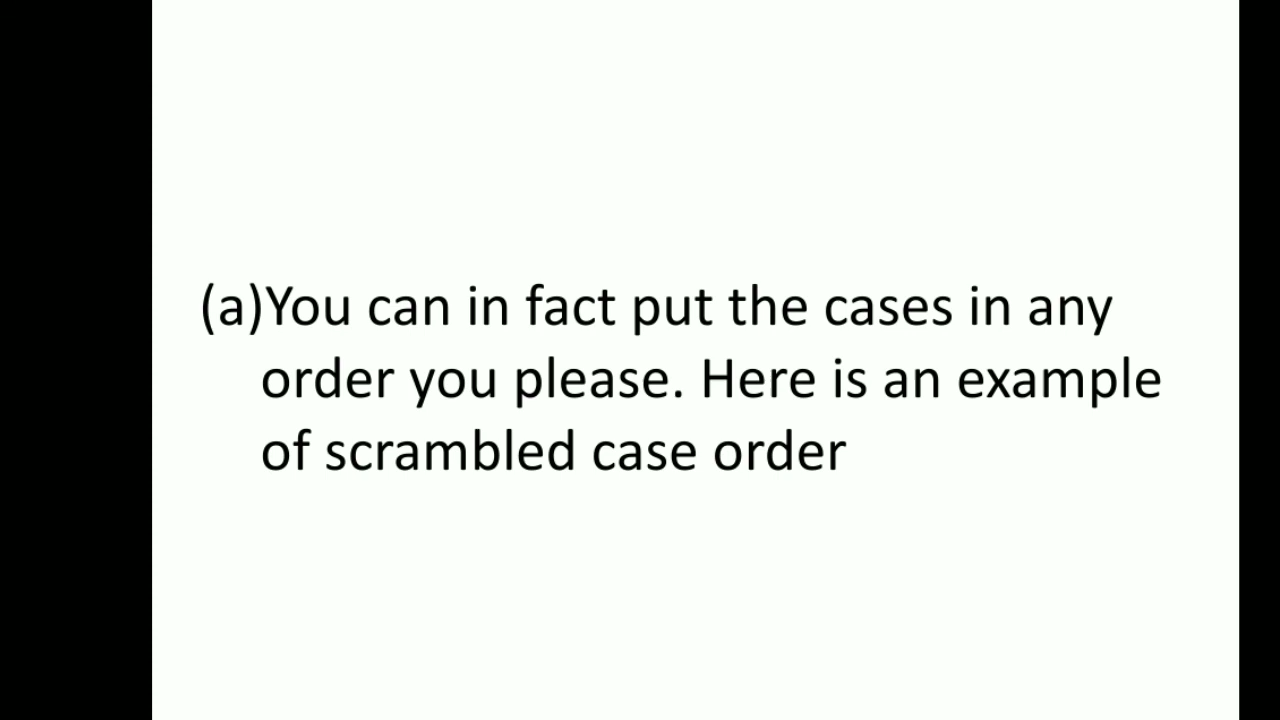 (a)You can in fact put the cases in any
order you please. Here is an example
of scrambled case order